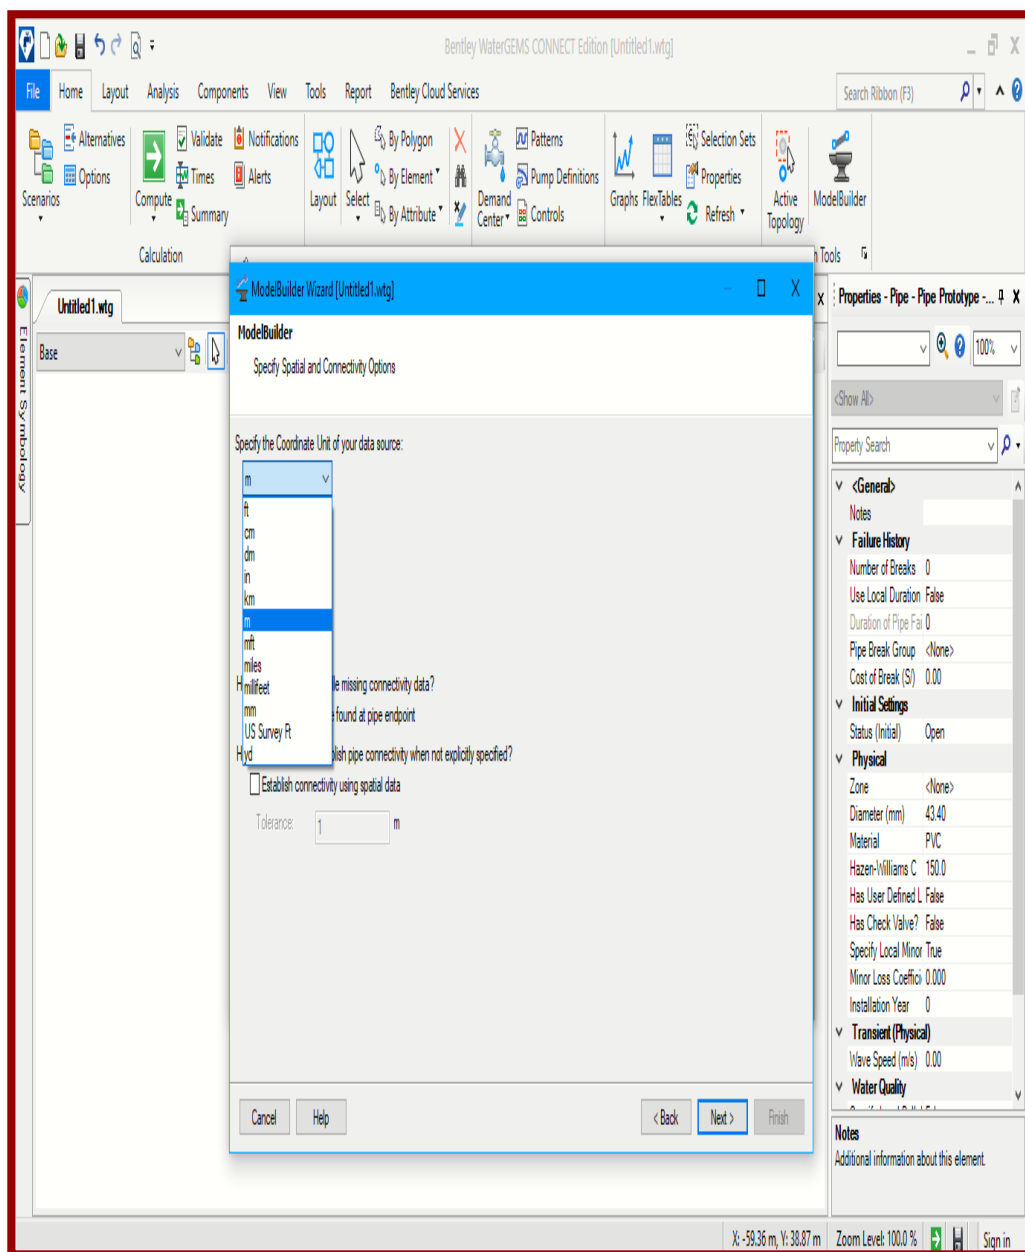 Bentley WaterGEMS CONNECT Edition [Untitled1.wtg]
File Home Layout Analysis Components View Tools Report Bentley Cloud Services Search Ribbon (F3)
Scenarios
Alternatives
Options
Compute
Validate
Times
Summary
Notifications
Alerts
Calculation
Layout
Select
By Polygon
By Element
By Attribute
Demand Center
Patterns
Pump Definitions
Controls
Graphs
FlexTables
Selection Sets
Properties
Refresh
Active Topology
ModelBuilder
Tools
Element Symbology
Untitled1.wtg
Base
ModelBuilder Wizard [Untitled1.wtg]
ModelBuilder
Specify Spatial and Connectivity Options
Specify the Coordinate Unit of your data source:
m
ft
cm
dm
in
km
m
mft
miles
millifeet
mm
US Survey Ft
yd
le missing connectivity data?
found at pipe endpoint
blish pipe connectivity when not explicitly specified?
Establish connectivity using spatial data
Tolerance: 1 m
Cancel Help < Back Next > Finish
Properties - Pipe - Pipe Prototype -...
100%
<Show All>
Property Search
<General>
Notes
Failure History
Number of Breaks 0
Use Local Duration False
Duration of Pipe Fai 0
Pipe Break Group <None>
Cost of Break ($/) 0.00
Initial Settings
Status (Initial) Open
Physical
Zone <None>
Diameter (mm) 43.40
Material PVC
Hazen-Williams C 150.0
Has User Defined L False
Has Check Valve? False
Specify Local Minor True
Minor Loss Coeffici 0.000
Installation Year 0
Transient (Physical)
Wave Speed (m/s) 0.00
Water Quality
Notes
Additional information about this element.
X: -59.36 m, Y: 38.87 m Zoom Level: 100.0 % Sign in